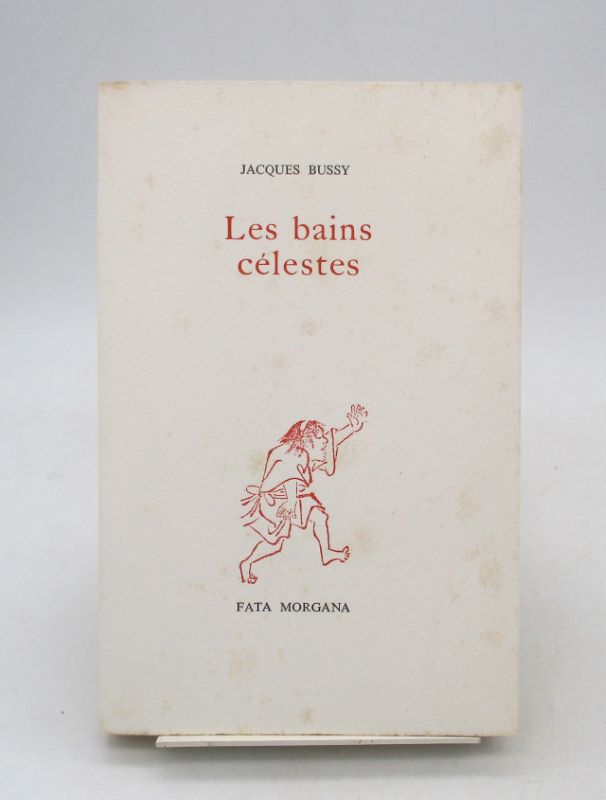 JACQUES BUSSY
Les bains
célestes
FATA MORGANA